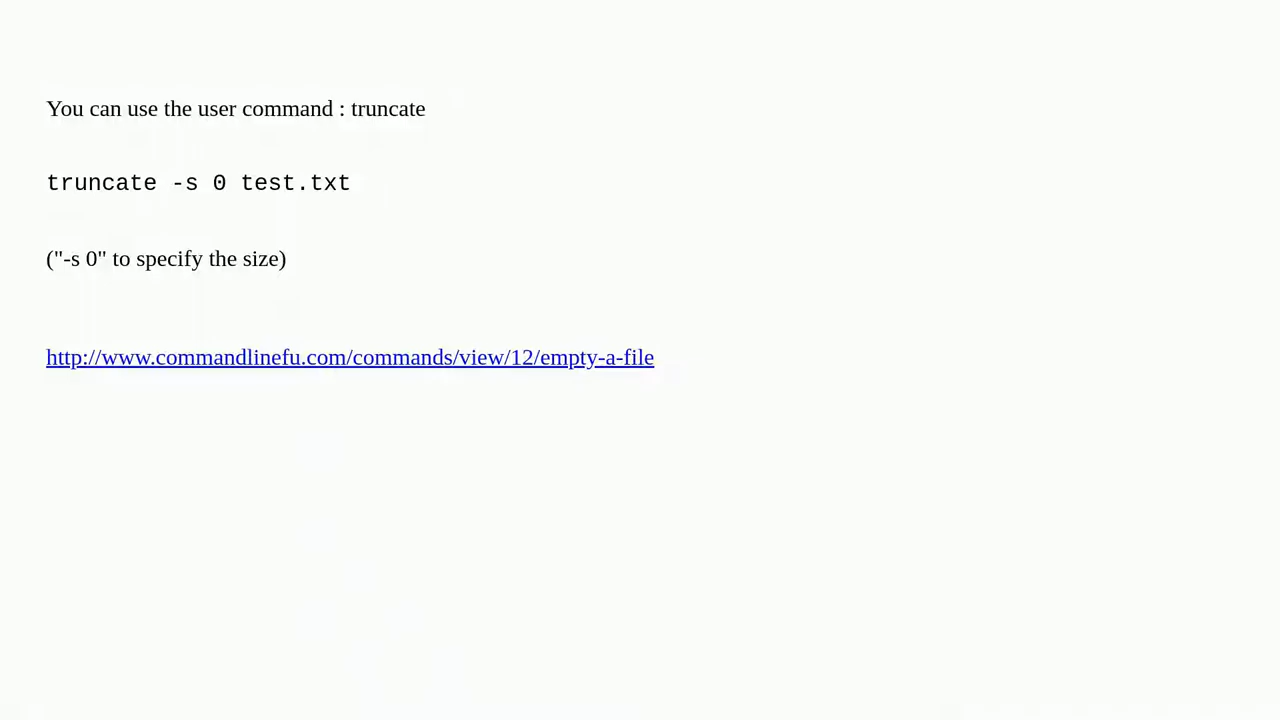 You can use the user command : truncate
truncate -s 0 test.txt
("-s 0" to specify the size)
http://www.commandlinefu.com/commands/view/12/empty-a-file